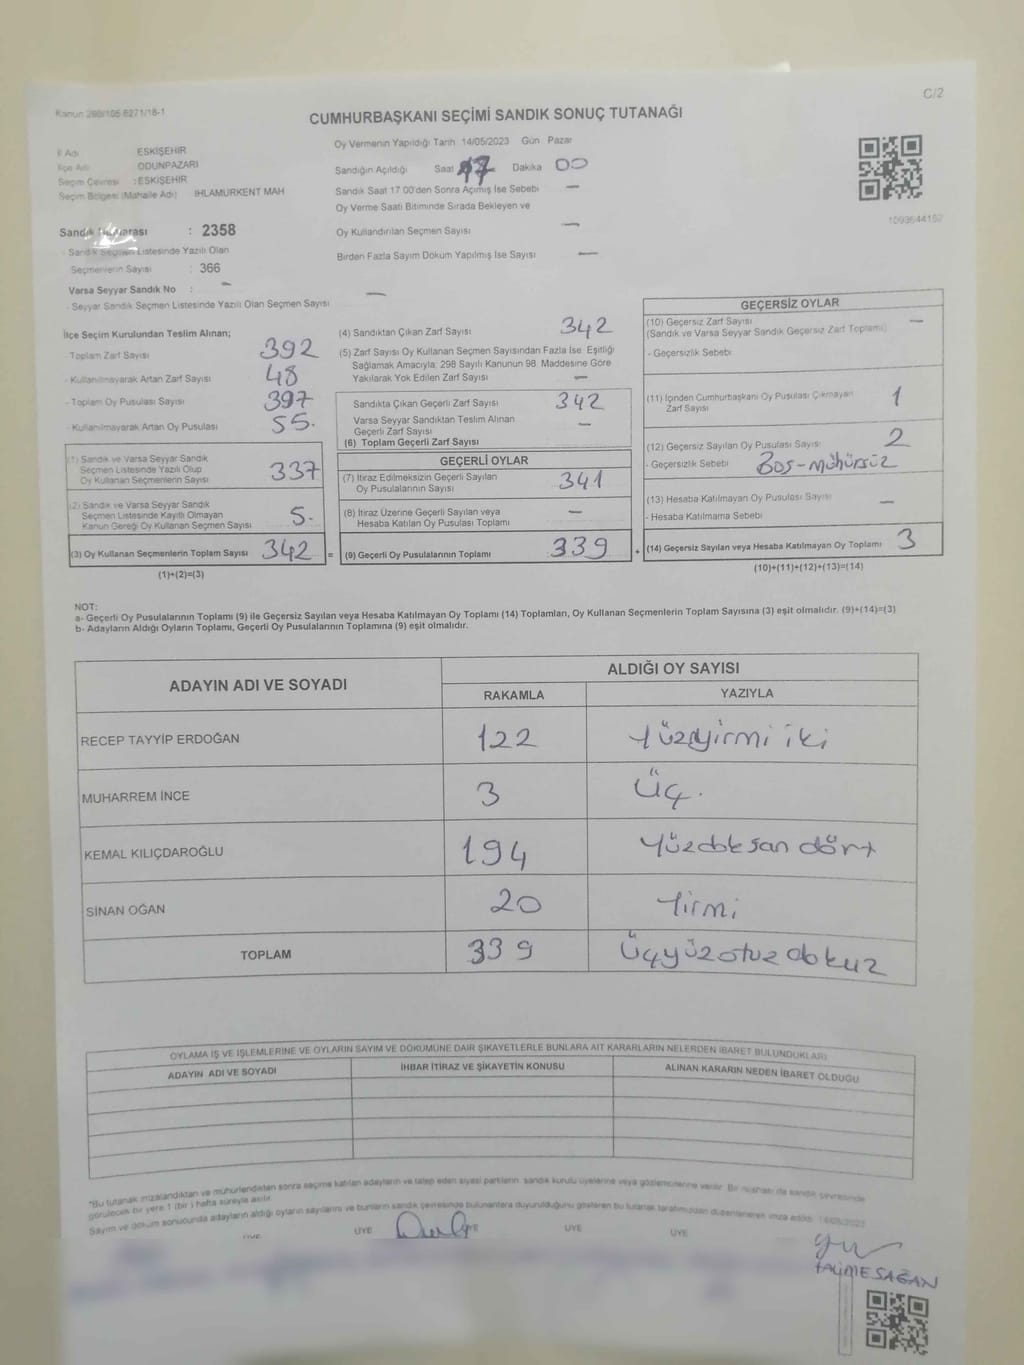 C/2
Kanun 298/105 6271/18-1
CUMHURBAŞKANI SEÇİMİ SANDIK SONUÇ TUTANAĞI
İl Adı ESKİŞEHİR
İlçe Adı ODUNPAZARI
Seçim Çevresi : ESKİŞEHİR
Seçim Bölgesi (Mahalle Adı) IHLAMURKENT MAH
Sandık Numarası : 2358
- Sandık Seçmen Listesinde Yazılı Olan
Seçmenlerin Sayısı : 366
Varsa Seyyar Sandık No : –
- Seyyar Sandık Seçmen Listesinde Yazılı Olan Seçmen Sayısı –
Oy Vermenin Yapıldığı Tarih 14/05/2023 Gün Pazar
Sandığın Açıldığı Saat 17 Dakika 00
Sandık Saat 17 00'den Sonra Açılmış İse Sebebi –
Oy Verme Saati Bitiminde Sırada Bekleyen ve
Oy Kullandırılan Seçmen Sayısı –
Birden Fazla Sayım Döküm Yapılmış İse Sayısı –
1093644192
İlçe Seçim Kurulundan Teslim Alınan;
- Toplam Zarf Sayısı 392
- Kullanılmayarak Artan Zarf Sayısı 48
- Toplam Oy Pusulası Sayısı 397
- Kullanılmayarak Artan Oy Pusulası 55.
(1) Sandık ve Varsa Seyyar Sandık
Seçmen Listesinde Yazılı Olup
Oy Kullanan Seçmenlerin Sayısı 337
(2) Sandık ve Varsa Seyyar Sandık
Seçmen Listesinde Kayıtlı Olmayan
Kanun Gereği Oy Kullanan Seçmen Sayısı 5.
(3) Oy Kullanan Seçmenlerin Toplam Sayısı 342 =
(1)+(2)=(3)
(4) Sandıktan Çıkan Zarf Sayısı 342
(5) Zarf Sayısı Oy Kullanan Seçmen Sayısından Fazla İse Eşitliği
Sağlamak Amacıyla, 298 Sayılı Kanunun 98. Maddesine Göre
Yakılarak Yok Edilen Zarf Sayısı –
Sandıkta Çıkan Geçerli Zarf Sayısı 342
Varsa Seyyar Sandıktan Teslim Alınan
Geçerli Zarf Sayısı –
(6) Toplam Geçerli Zarf Sayısı
GEÇERLİ OYLAR
(7) İtiraz Edilmeksizin Geçerli Sayılan
Oy Pusulalarının Sayısı 341
(8) İtiraz Üzerine Geçerli Sayılan veya
Hesaba Katılan Oy Pusulası Toplamı –
(9) Geçerli Oy Pusulalarının Toplamı 339 +
GEÇERSİZ OYLAR
(10) Geçersiz Zarf Sayısı –
(Sandık ve Varsa Seyyar Sandık Geçersiz Zarf Toplamı)
- Geçersizlik Sebebi
(11) İçinden Cumhurbaşkanı Oy Pusulası Çıkmayan
Zarf Sayısı 1
(12) Geçersiz Sayılan Oy Pusulası Sayısı 2
- Geçersizlik Sebebi Boş-mühürsüz
(13) Hesaba Katılmayan Oy Pusulası Sayısı –
- Hesaba Katılmama Sebebi
(14) Geçersiz Sayılan veya Hesaba Katılmayan Oy Toplamı 3
(10)+(11)+(12)+(13)=(14)
NOT:
a- Geçerli Oy Pusulalarının Toplamı (9) ile Geçersiz Sayılan veya Hesaba Katılmayan Oy Toplamı (14) Toplamları, Oy Kullanan Seçmenlerin Toplam Sayısına (3) eşit olmalıdır. (9)+(14)=(3)
b- Adayların Aldığı Oyların Toplamı, Geçerli Oy Pusulalarının Toplamına (9) eşit olmalıdır.
ADAYIN ADI VE SOYADI ALDIĞI OY SAYISI
RAKAMLA YAZIYLA
RECEP TAYYİP ERDOĞAN 122 Yüzyirmi iki
MUHARREM İNCE 3 Üç.
KEMAL KILIÇDAROĞLU 194 Yüzdoksan dört
SİNAN OĞAN 20 Yirmi
TOPLAM 339 Üçyüzotuz dokuz
OYLAMA İŞ VE İŞLEMLERİNE VE OYLARIN SAYIM VE DÖKÜMÜNE DAİR ŞİKAYETLERLE BUNLARA AİT KARARLARIN NELERDEN İBARET BULUNDUKLARI
ADAYIN ADI VE SOYADI İHBAR İTİRAZ VE ŞİKAYETİN KONUSU ALINAN KARARIN NEDEN İBARET OLDUĞU
*Bu tutanak imzalandıktan ve mühürlendikten sonra seçime katılan adayların ve talep eden siyasi partilerin sandık kurulu üyelerine veya gözlemcilerine verilir. Bir nüshası da sandık çevresinde
görülecek bir yere 1 (bir) hafta süreyle asılır.
Sayım ve döküm sonucunda adayların aldığı oyların sayılarını ve bunların sandık çevresinde bulunanlara duyurulduğunu gösteren bu tutanak tarafımızdan düzenlenerek imza edildi. 14/05/2023
ÜYE ÜYE ÜYE ÜYE
SAĞAN